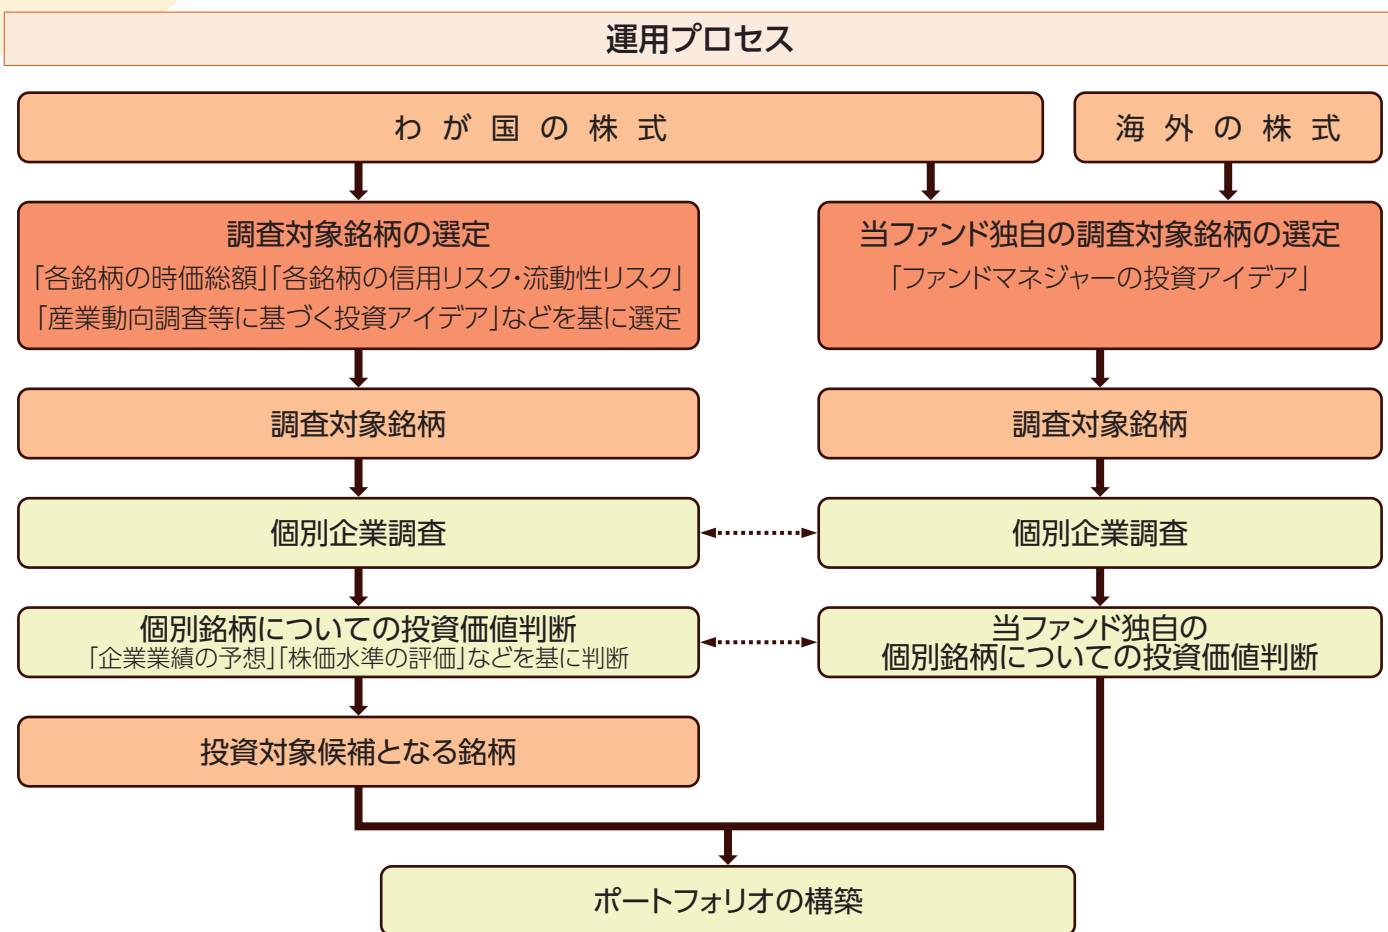 運用プロセス
わが国の株式
海外の株式
調査対象銘柄の選定
「各銘柄の時価総額」「各銘柄の信用リスク・流動性リスク」
「産業動向調査等に基づく投資アイデア」などを基に選定
当ファンド独自の調査対象銘柄の選定
「ファンドマネジャーの投資アイデア」
調査対象銘柄
調査対象銘柄
個別企業調査
個別企業調査
個別銘柄についての投資価値判断
「企業業績の予想」「株価水準の評価」などを基に判断
当ファンド独自の
個別銘柄についての投資価値判断
投資対象候補となる銘柄
ポートフォリオの構築